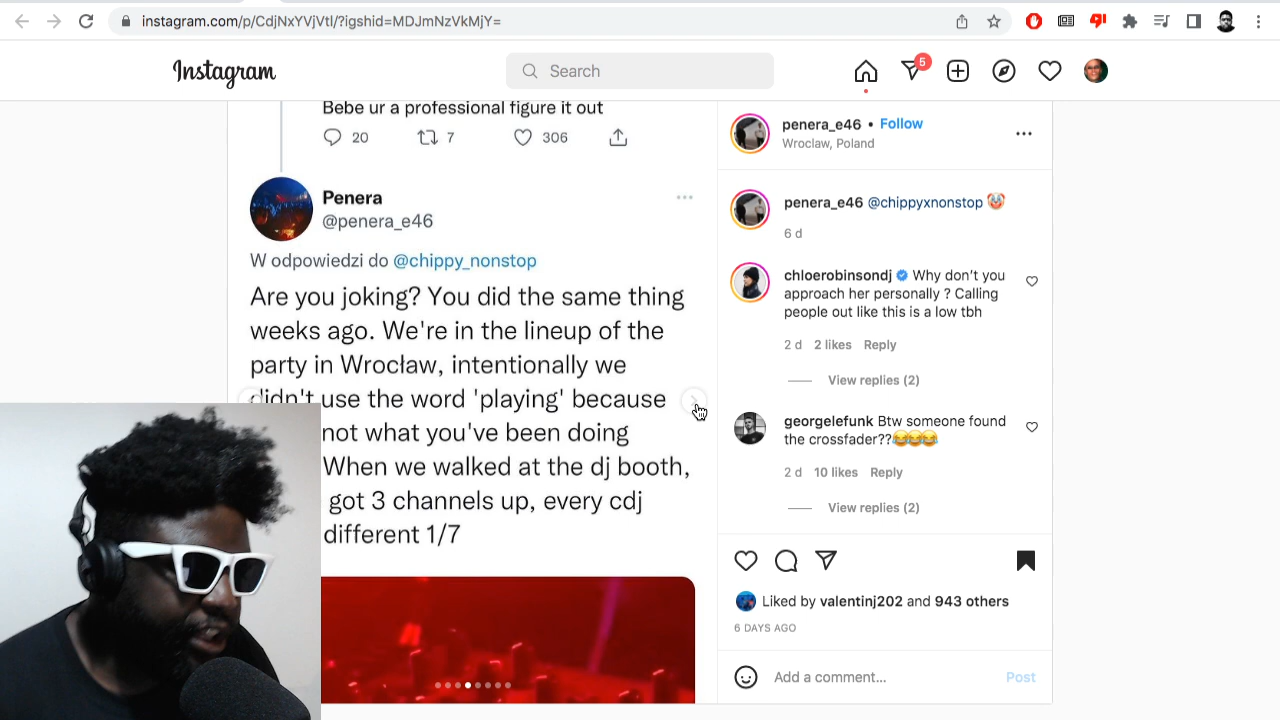 instagram.com/p/CdjNxYVjVtI/?igshid=MDJmNzVkMjY=
Instagram
Search
5
Bebe ur a professional figure it out
20 7 306
Penera
@penera_e46
W odpowiedzi do @chippy_nonstop
Are you joking? You did the same thing
weeks ago. We're in the lineup of the
party in Wrocław, intentionally we
didn't use the word 'playing' because
not what you've been doing
When we walked at the dj booth,
got 3 channels up, every cdj
different 1/7
penera_e46 • Follow
Wroclaw, Poland
penera_e46 @chippyxnonstop 🤡
6 d
chloerobinsondj Why don't you
approach her personally ? Calling
people out like this is a low tbh
2 d 2 likes Reply
View replies (2)
georgelefunk Btw someone found
the crossfader??😂😂😂
2 d 10 likes Reply
View replies (2)
Liked by valentinj202 and 943 others
6 DAYS AGO
Add a comment...
Post